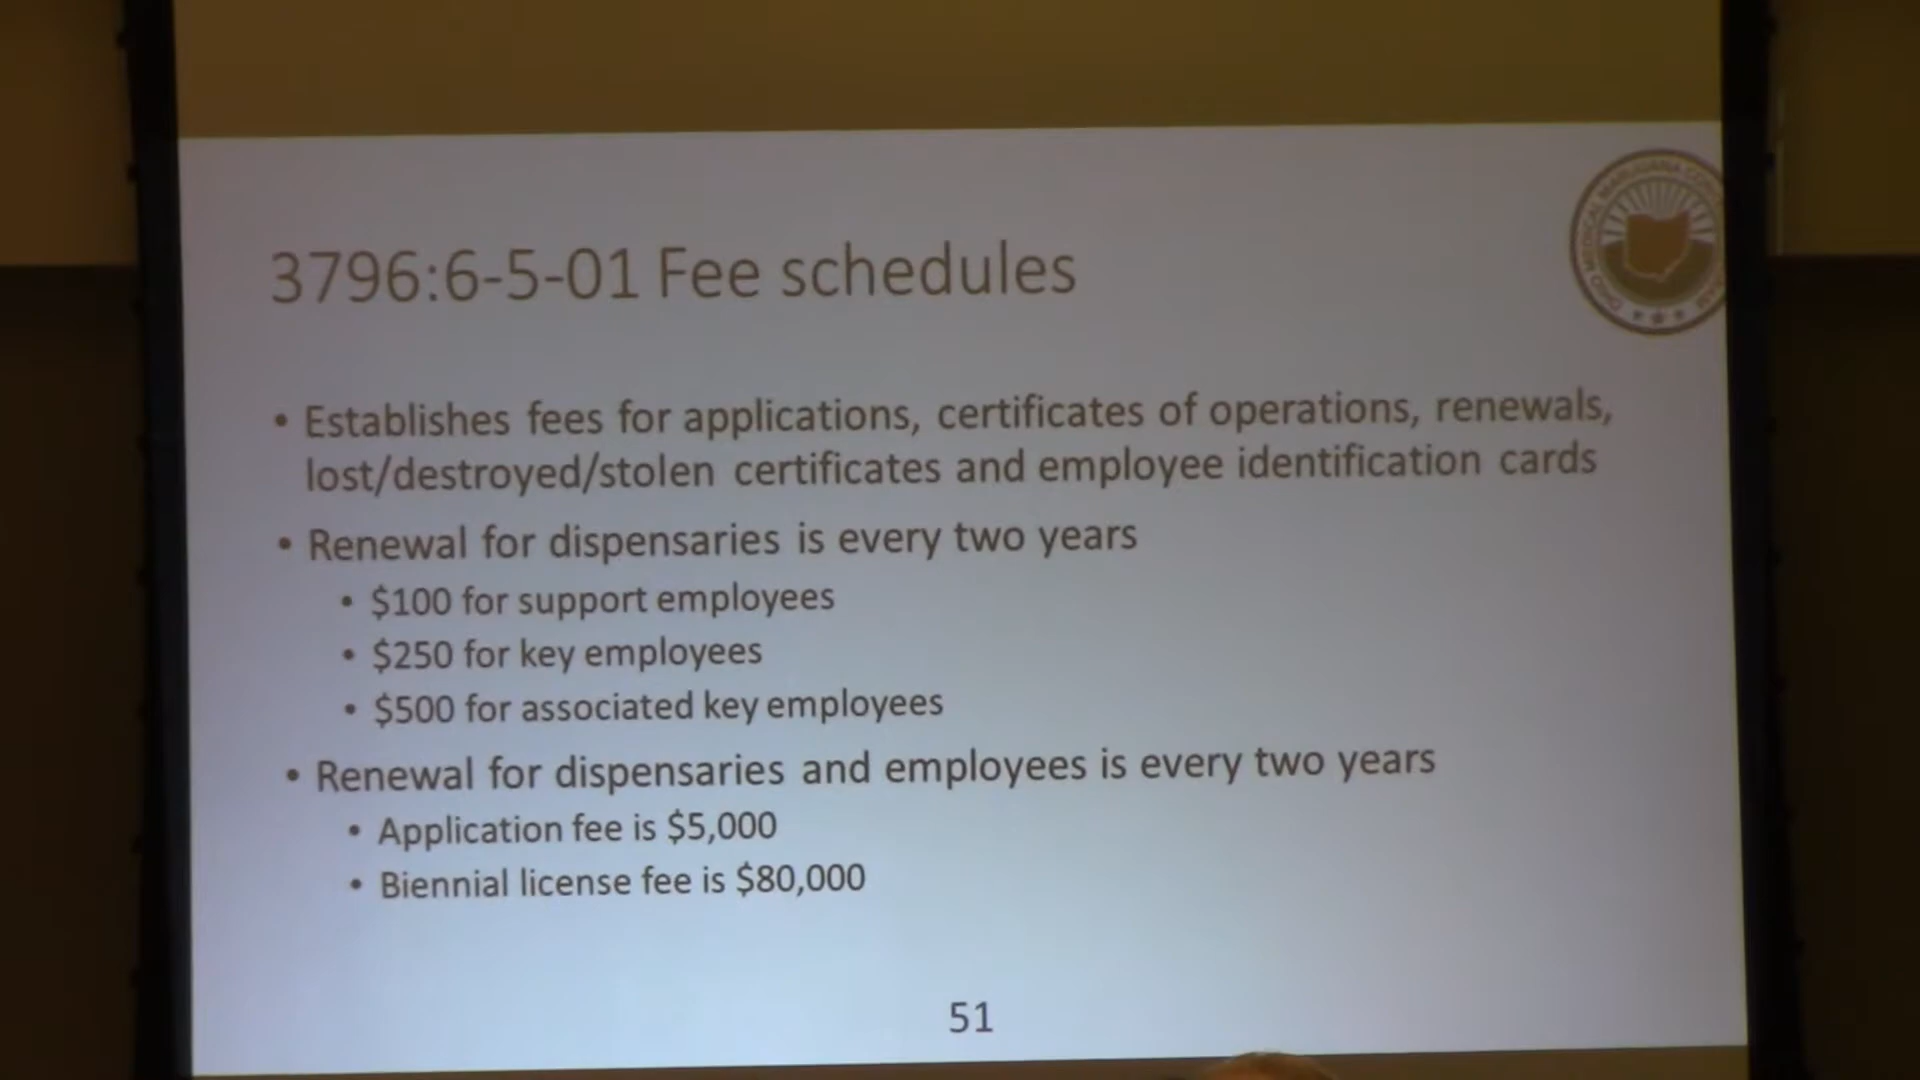 3796:6-5-01 Fee schedules
• Establishes fees for applications, certificates of operations, renewals,
lost/destroyed/stolen certificates and employee identification cards
• Renewal for dispensaries is every two years
• $100 for support employees
• $250 for key employees
• $500 for associated key employees
• Renewal for dispensaries and employees is every two years
• Application fee is $5,000
• Biennial license fee is $80,000
51
OHIO MEDICAL MARIJUANA